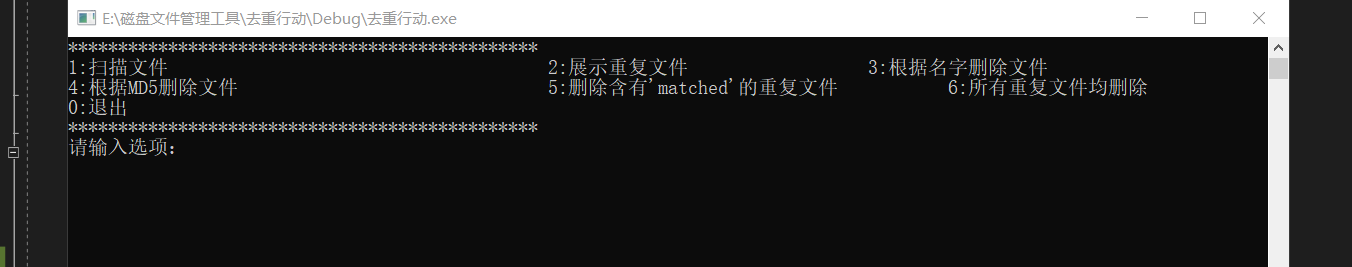 E:\磁盘文件管理工具\去重行动\Debug\去重行动.exe
***********************************************
1:扫描文件 2:展示重复文件 3:根据名字删除文件
4:根据MD5删除文件 5:删除含有'matched'的重复文件 6:所有重复文件均删除
0:退出
***********************************************
请输入选项：